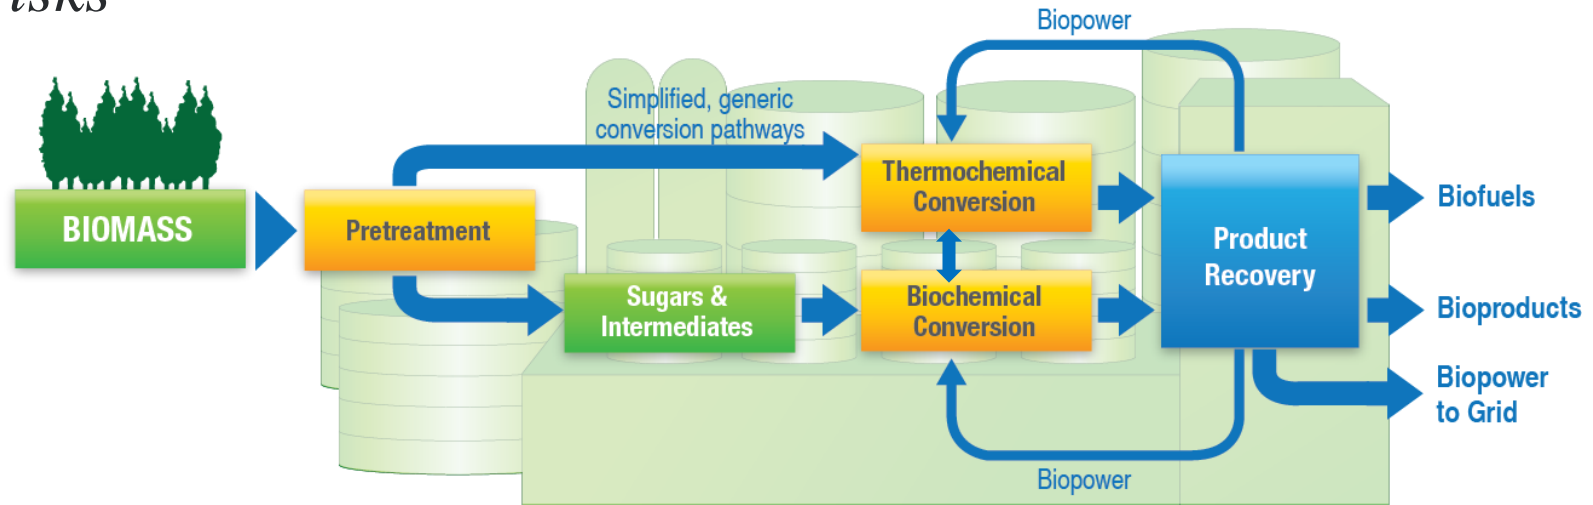 Biopower
Simplified, generic
conversion pathways
BIOMASS
Pretreatment
Thermochemical
Conversion
Sugars &
Intermediates
Biochemical
Conversion
Product
Recovery
Biofuels
Bioproducts
Biopower
to Grid
Biopower